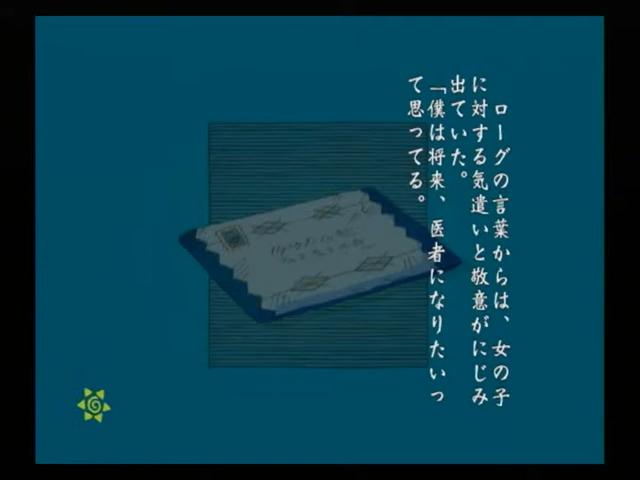 ローグの言葉からは、女の子
に対する気遣いと敬意がにじみ
出ていた。
「僕は将来、医者になりたいっ
て思ってる。